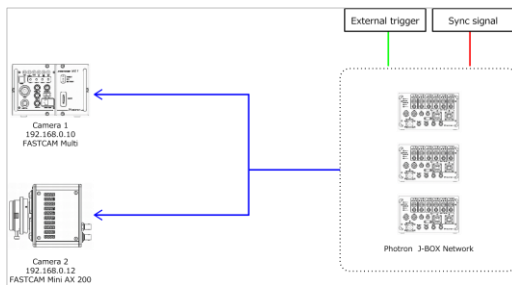 External trigger
Sync signal
Camera 1
192.168.0.10
FASTCAM Multi
Camera 2
192.168.0.12
FASTCAM Mini AX 200
Photron J-BOX Network